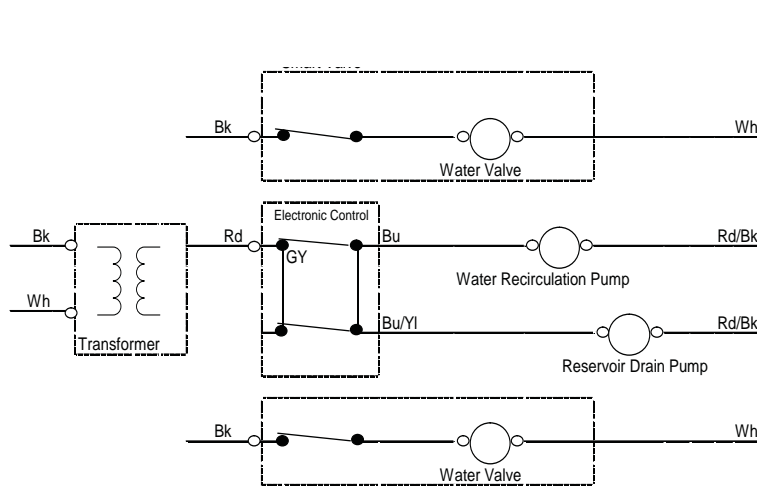 Bk
Wh
Water Valve
Electronic Control
Bk
Rd
Bu
Rd/Bk
GY
Water Recirculation Pump
Wh
Bu/Yl
Rd/Bk
Transformer
Reservoir Drain Pump
Bk
Wh
Water Valve